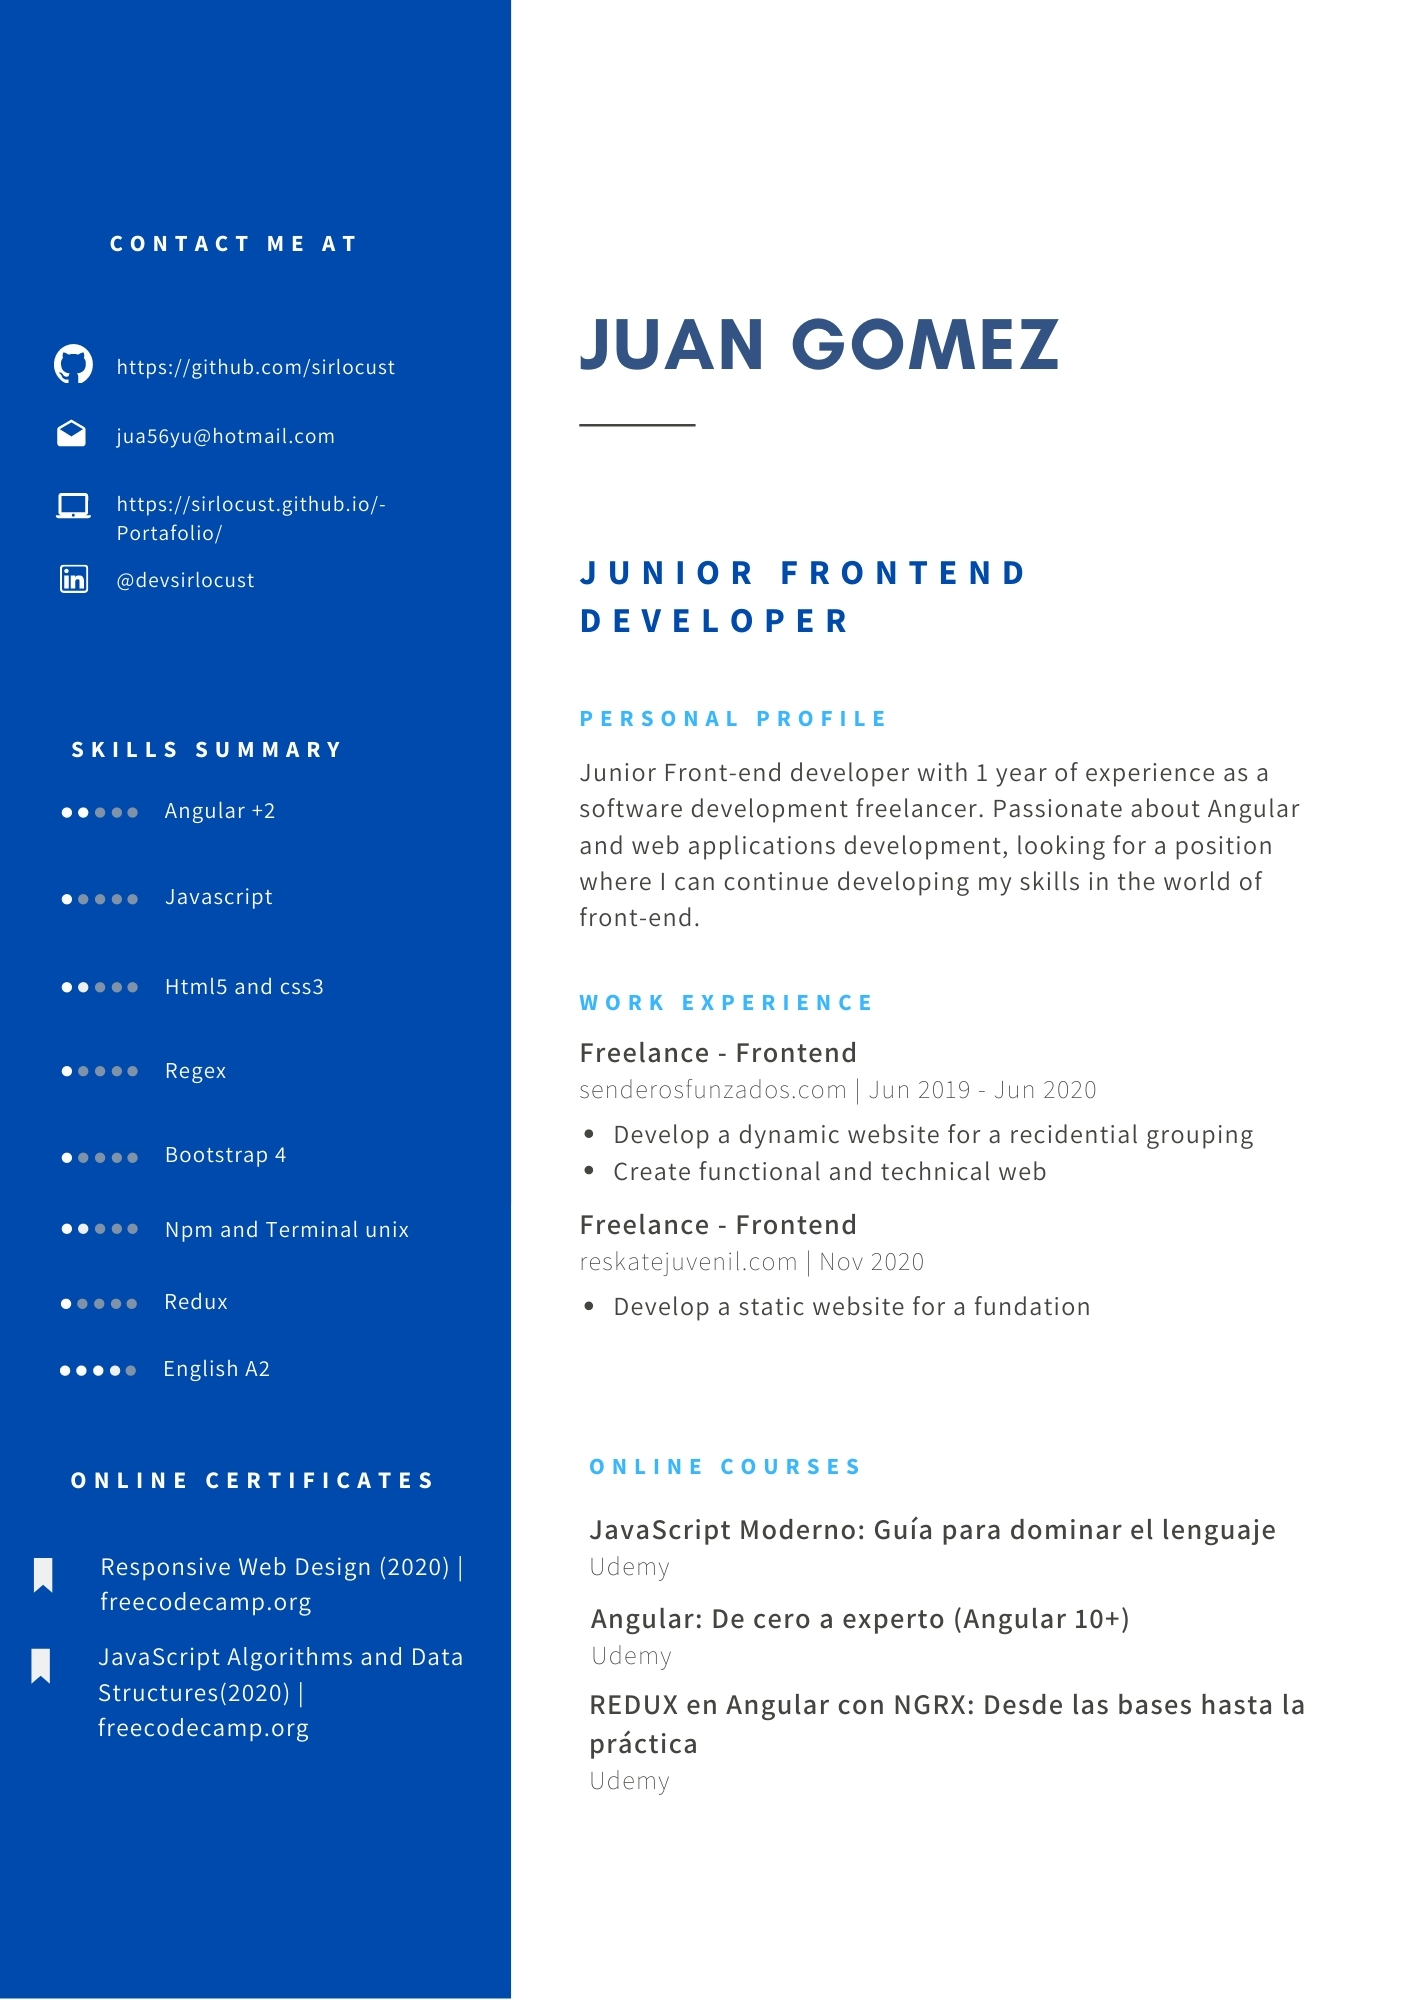 CONTACT ME AT
https://github.com/sirlocust
jua56yu@hotmail.com
https://sirlocust.github.io/-
Portafolio/
@devsirlocust
SKILLS SUMMARY
Angular +2
Javascript
Html5 and css3
Regex
Bootstrap 4
Npm and Terminal unix
Redux
English A2
ONLINE CERTIFICATES
Responsive Web Design (2020) |
freecodecamp.org
JavaScript Algorithms and Data
Structures(2020) |
freecodecamp.org
JUAN GOMEZ
JUNIOR FRONTEND
DEVELOPER
PERSONAL PROFILE
Junior Front-end developer with 1 year of experience as a
software development freelancer. Passionate about Angular
and web applications development, looking for a position
where I can continue developing my skills in the world of
front-end.
WORK EXPERIENCE
Freelance - Frontend
senderosfunzados.com | Jun 2019 - Jun 2020
• Develop a dynamic website for a recidential grouping
• Create functional and technical web
Freelance - Frontend
reskatejuvenil.com | Nov 2020
• Develop a static website for a fundation
ONLINE COURSES
JavaScript Moderno: Guía para dominar el lenguaje
Udemy
Angular: De cero a experto (Angular 10+)
Udemy
REDUX en Angular con NGRX: Desde las bases hasta la
práctica
Udemy